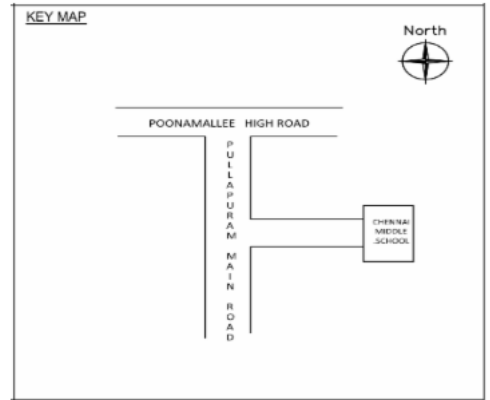 KEY MAP
North
POONAMALLEE HIGH ROAD
PULLAPURAM MAIN ROAD
CHENNAI
MIDDLE
.SCHOOL